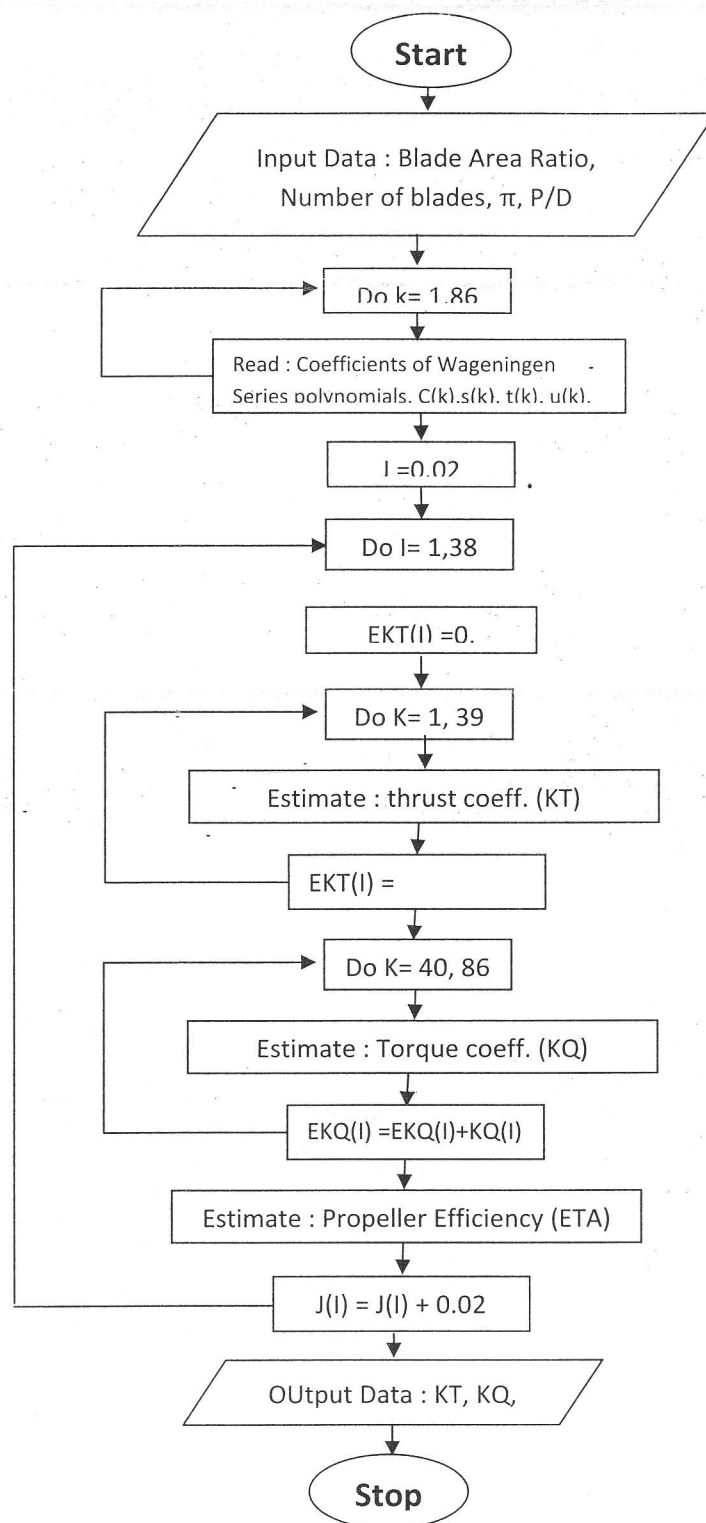 Start
Input Data : Blade Area Ratio,
Number of blades, π, P/D
Do k= 1,86
Read : Coefficients of Wageningen
Series polynomials, C(k),s(k), t(k), u(k),
J =0.02
Do I= 1,38
EKT(I) =0.
Do K= 1, 39
Estimate : thrust coeff. (KT)
EKT(I) =
Do K= 40, 86
Estimate : Torque coeff. (KQ)
EKQ(I) =EKQ(I)+KQ(I)
Estimate : Propeller Efficiency (ETA)
J(I) = J(I) + 0.02
OUtput Data : KT, KQ,
Stop